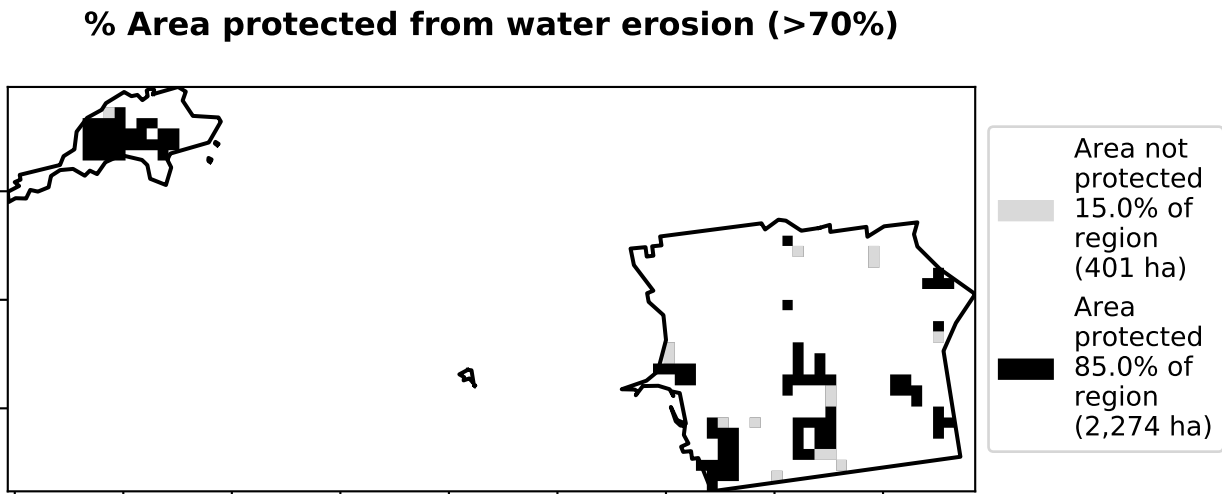 % Area protected from water erosion (>70%)
Area not
protected
15.0% of
region
(401 ha)
Area
protected
85.0% of
region
(2,274 ha)